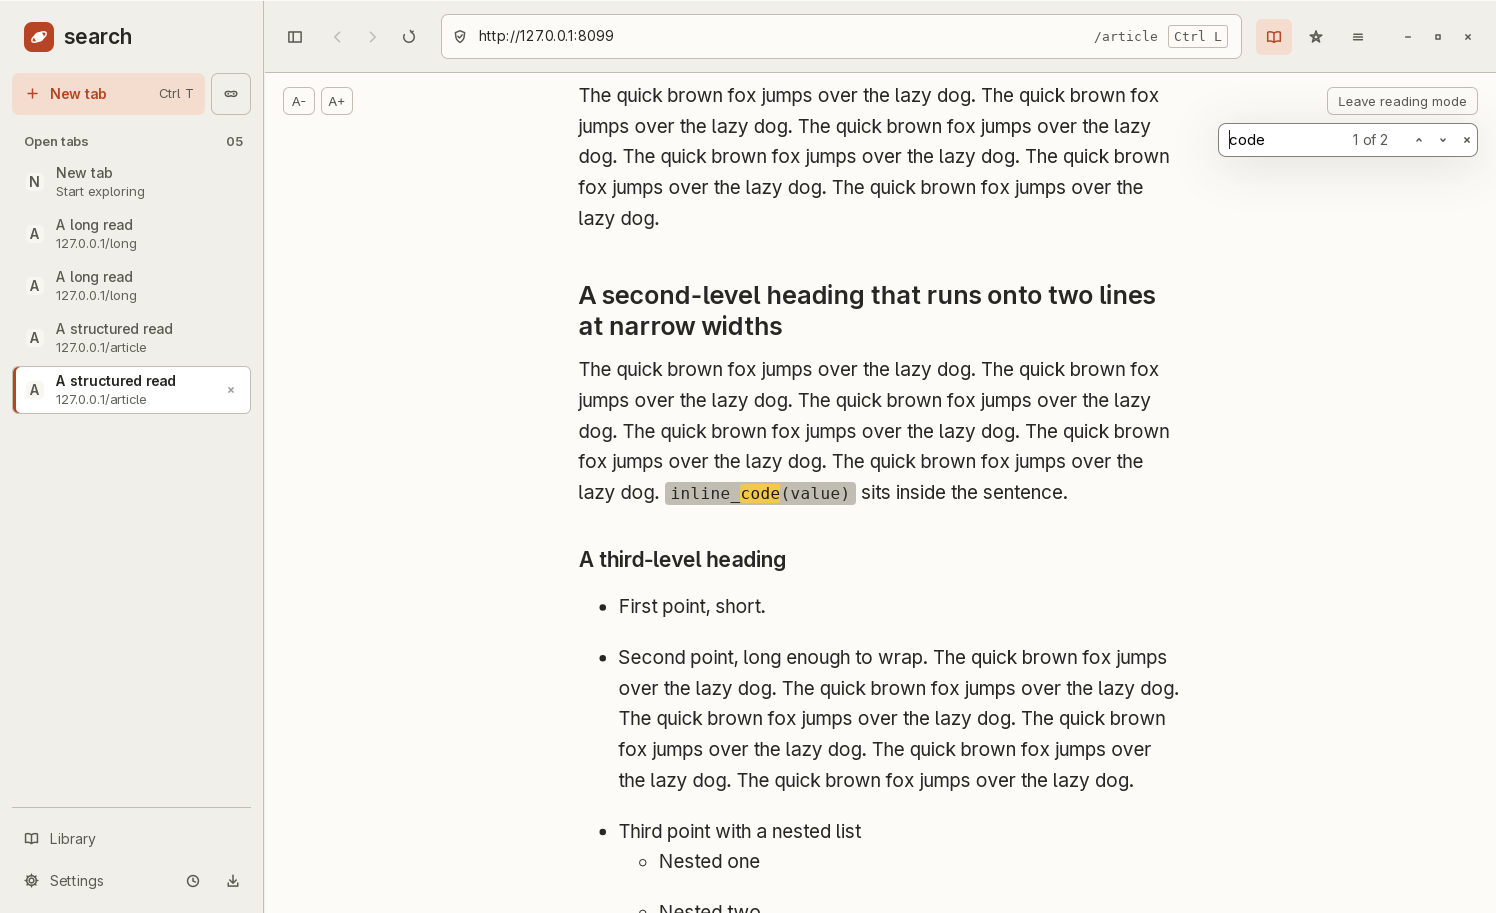 search
New tab Ctrl T
Open tabs 05
N New tab
Start exploring
A A long read
127.0.0.1/long
A A long read
127.0.0.1/long
A A structured read
127.0.0.1/article
A A structured read ×
127.0.0.1/article
Library
Settings
http://127.0.0.1:8099 /article Ctrl L
A- A+
Leave reading mode
code 1 of 2
The quick brown fox jumps over the lazy dog. The quick brown fox
jumps over the lazy dog. The quick brown fox jumps over the lazy
dog. The quick brown fox jumps over the lazy dog. The quick brown
fox jumps over the lazy dog. The quick brown fox jumps over the
lazy dog.
A second-level heading that runs onto two lines
at narrow widths
The quick brown fox jumps over the lazy dog. The quick brown fox
jumps over the lazy dog. The quick brown fox jumps over the lazy
dog. The quick brown fox jumps over the lazy dog. The quick brown
fox jumps over the lazy dog. The quick brown fox jumps over the
lazy dog. inline_code(value) sits inside the sentence.
A third-level heading
• First point, short.
• Second point, long enough to wrap. The quick brown fox jumps
over the lazy dog. The quick brown fox jumps over the lazy dog.
The quick brown fox jumps over the lazy dog. The quick brown
fox jumps over the lazy dog. The quick brown fox jumps over
the lazy dog. The quick brown fox jumps over the lazy dog.
• Third point with a nested list
◦ Nested one
◦ Nested two